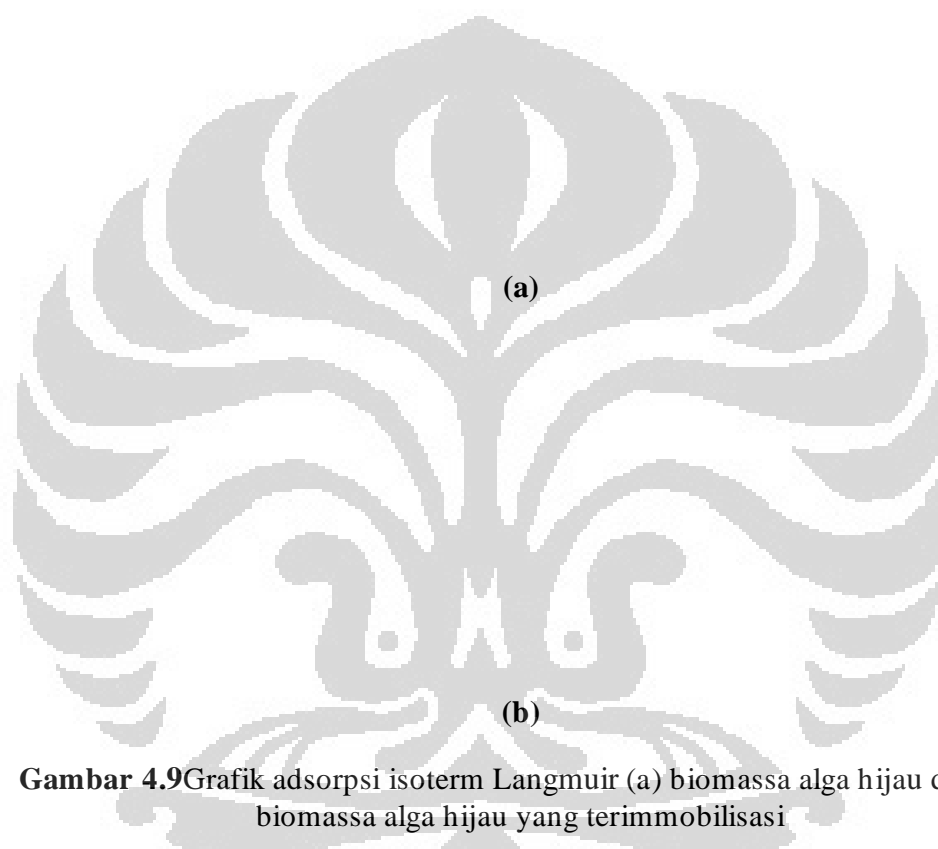 (a)
(b)
Gambar 4.9Grafik adsorpsi isoterm Langmuir (a) biomassa alga hijau
biomassa alga hijau yang terimmobilisasi